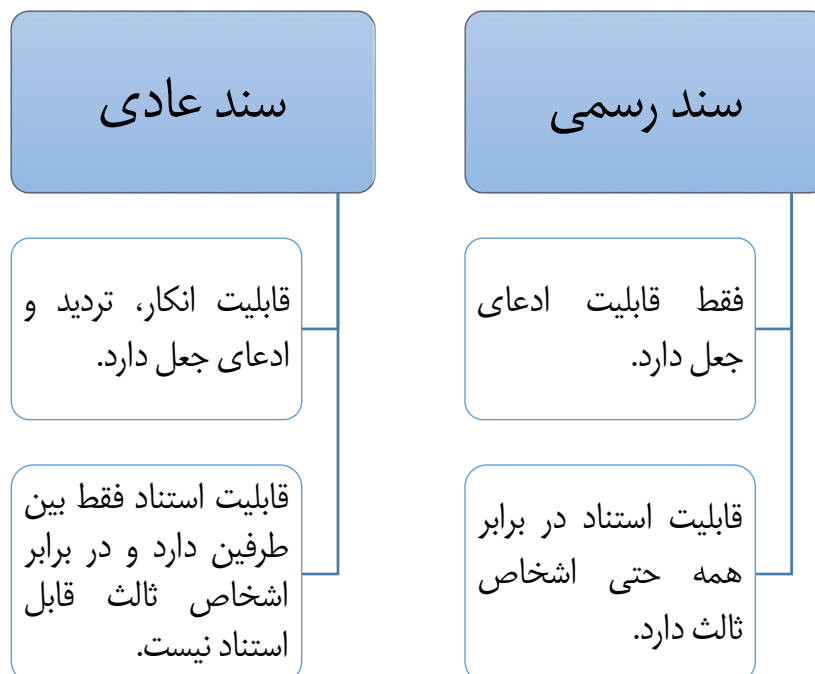 سند رسمی
فقط قابلیت ادعای
جعل دارد.
قابلیت استناد در برابر
همه حتی اشخاص
ثالث دارد.
سند عادی
قابلیت انکار، تردید و
ادعای جعل دارد.
قابلیت استناد فقط بین
طرفین دارد و در برابر
اشخاص ثالث قابل
استناد نیست.